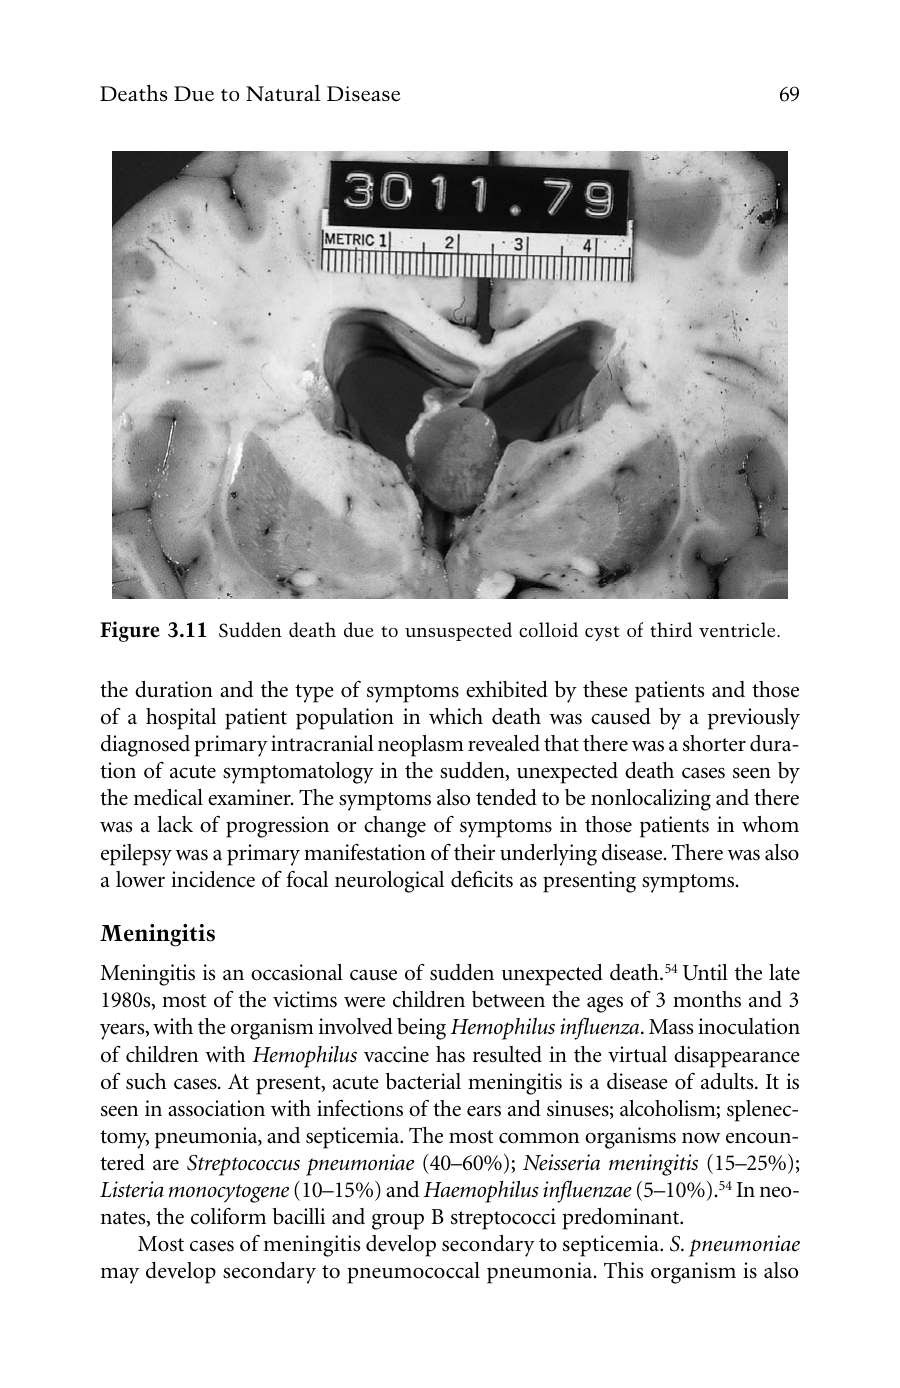 Deaths Due to Natural Disease 69
3011.79
METRIC 1 2 3 4
Figure 3.11 Sudden death due to unsuspected colloid cyst of third ventricle.
the duration and the type of symptoms exhibited by these patients and those
of a hospital patient population in which death was caused by a previously
diagnosed primary intracranial neoplasm revealed that there was a shorter dura-
tion of acute symptomatology in the sudden, unexpected death cases seen by
the medical examiner. The symptoms also tended to be nonlocalizing and there
was a lack of progression or change of symptoms in those patients in whom
epilepsy was a primary manifestation of their underlying disease. There was also
a lower incidence of focal neurological deficits as presenting symptoms.
Meningitis
Meningitis is an occasional cause of sudden unexpected death.54 Until the late
1980s, most of the victims were children between the ages of 3 months and 3
years, with the organism involved being Hemophilus influenza. Mass inoculation
of children with Hemophilus vaccine has resulted in the virtual disappearance
of such cases. At present, acute bacterial meningitis is a disease of adults. It is
seen in association with infections of the ears and sinuses; alcoholism; splenec-
tomy, pneumonia, and septicemia. The most common organisms now encoun-
tered are Streptococcus pneumoniae (40–60%); Neisseria meningitis (15–25%);
Listeria monocytogene (10–15%) and Haemophilus influenzae (5–10%).54 In neo-
nates, the coliform bacilli and group B streptococci predominant.
Most cases of meningitis develop secondary to septicemia. S. pneumoniae
may develop secondary to pneumococcal pneumonia. This organism is also